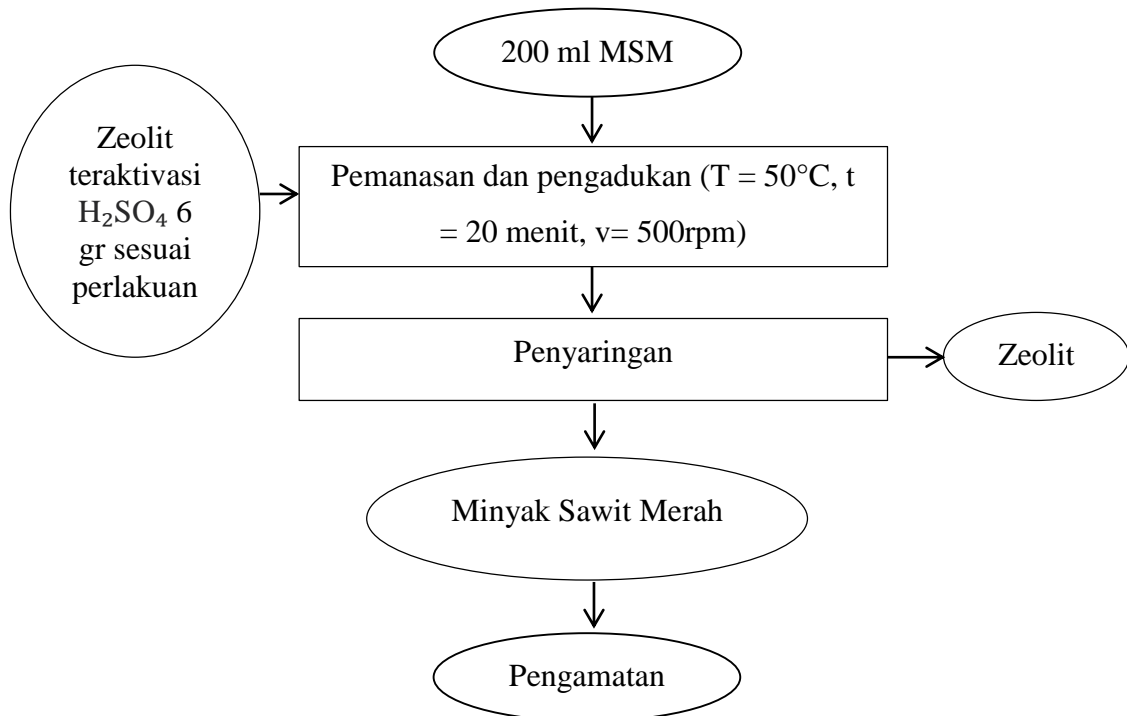 200 ml MSM
Zeolit
teraktivasi
H₂SO₄ 6
gr sesuai
perlakuan
Pemanasan dan pengadukan (T = 50°C, t
= 20 menit, v= 500rpm)
Penyaringan
Zeolit
Minyak Sawit Merah
Pengamatan